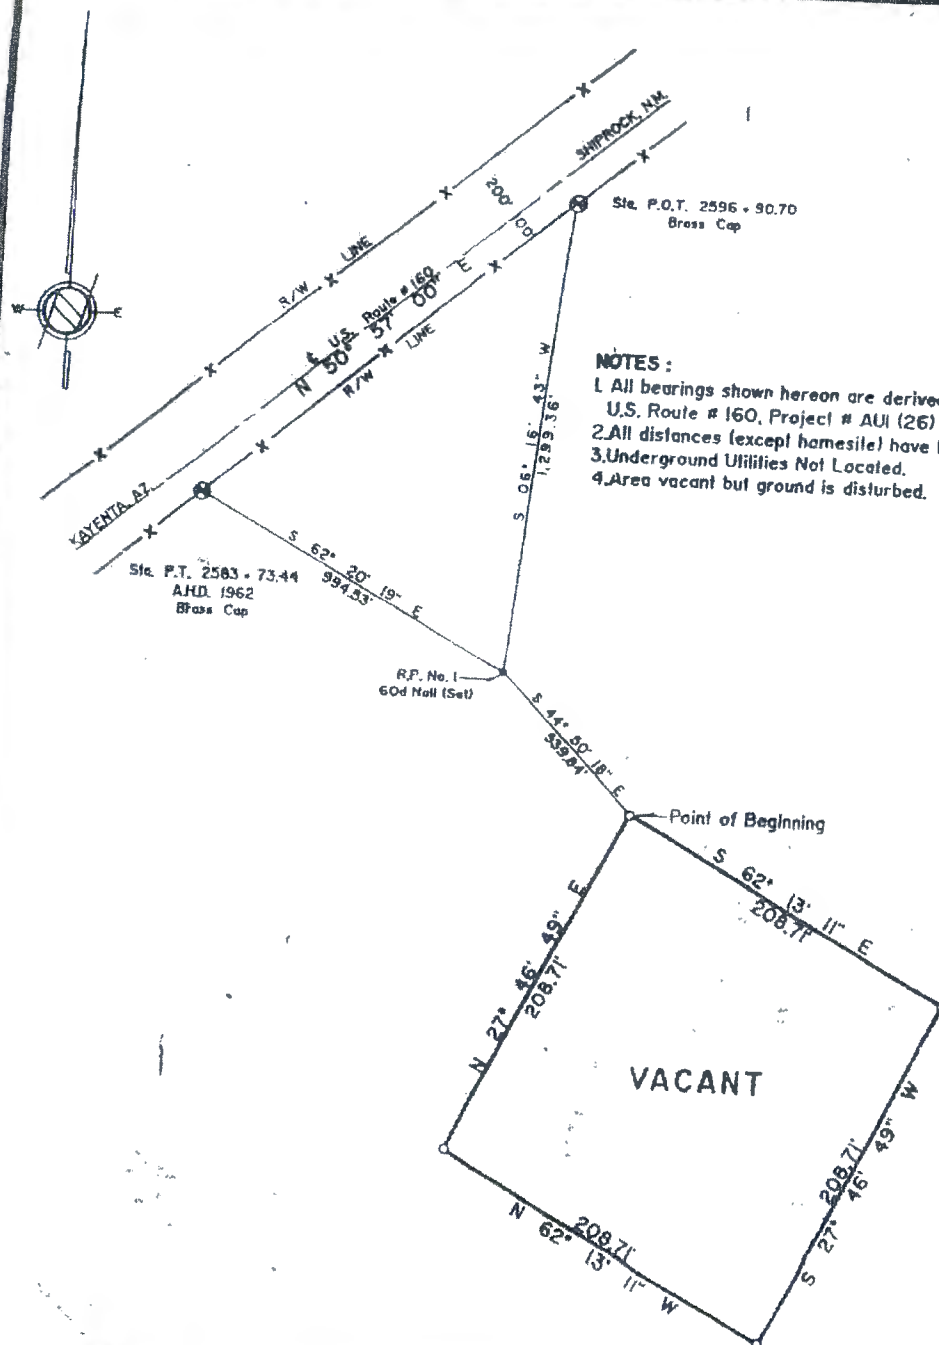 SHIPROCK, N.M.
R/W LINE
200' 00
Sta. P.O.T. 2596 + 90.70
Brass Cap
W E
℄ U.S. Route # 160
N 50° 57' 00" E
R/W LINE
KAYENTA, AZ.
NOTES :
1. All bearings shown hereon are derive
U.S. Route # 160, Project # AUI (26)
2.All distances (except homesite) have
3.Underground Utilities Not Located.
4.Area vacant but ground is disturbed.
S 06° 16' 43" W
1,299.36'
Sta. P.T. 2583 + 73.44
A.H.D. 1962
Brass Cap
S 62° 20' 19" E
994.53'
R.P. No. 1
60d Nail (Set)
S 44° 50' 18" E
939.84'
Point of Beginning
S 62° 13' 11" E
208.71'
N 27° 46' 49" E
208.71'
VACANT
208.71'
S 27° 46' 49" W
208.71'
N 62° 13' 11" W